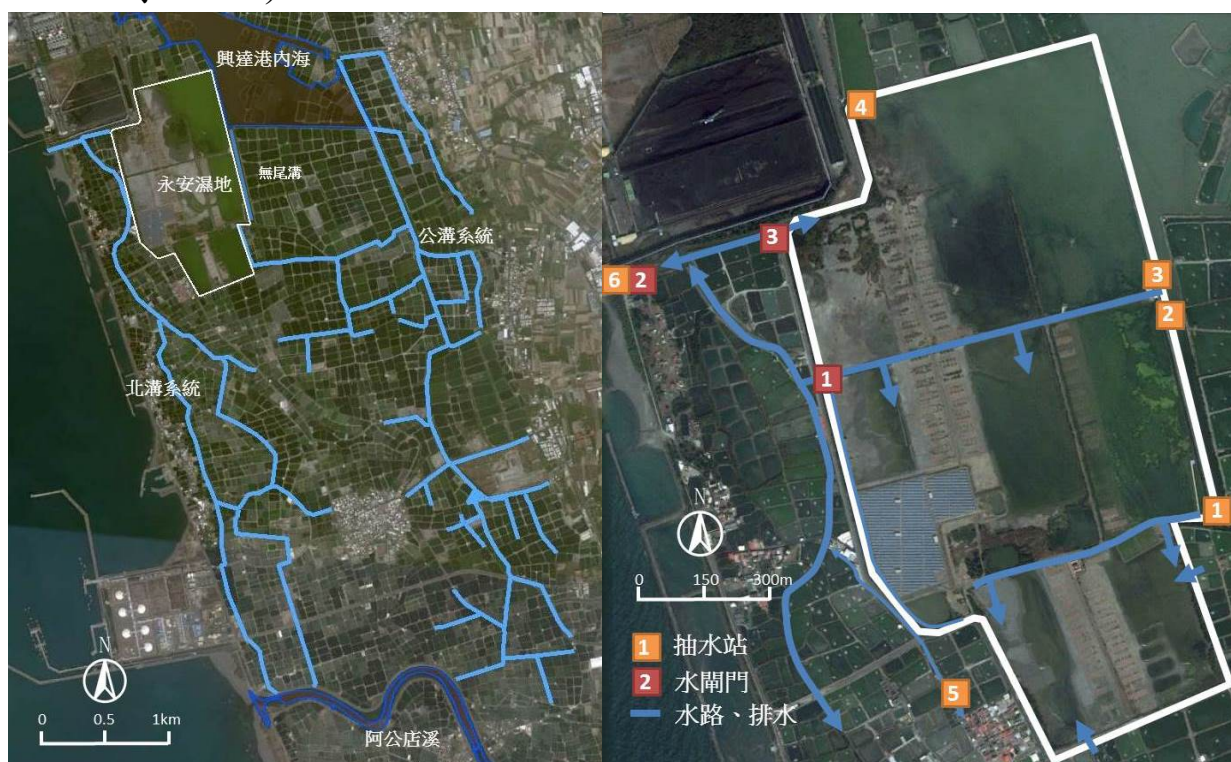 興達港內海
永安濕地
無尾溝
公溝系統
北溝系統
N
0 0.5 1km
阿公店溪
4
3
6 2
3
2
1
1
N
0 150 300m
1 抽水站
2 水閘門
水路、排水
5